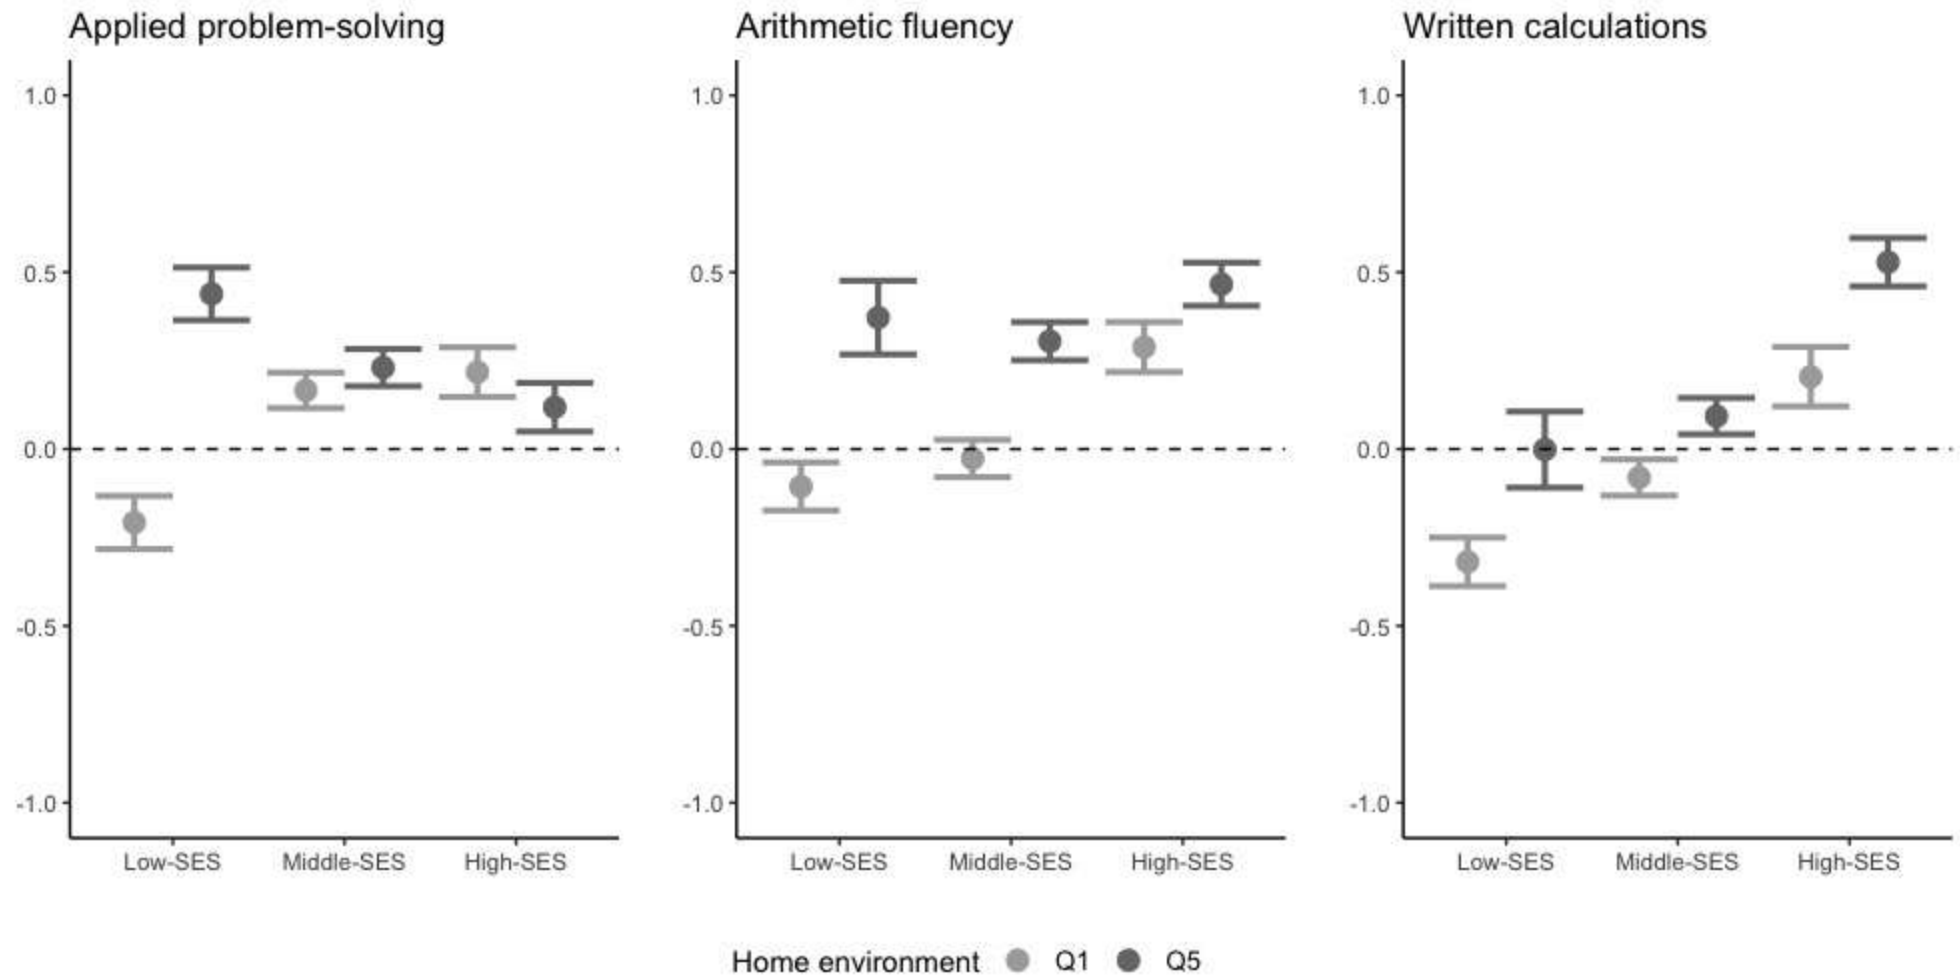 Applied problem-solving
1.0
0.5
0.0
-0.5
-1.0
Low-SES Middle-SES High-SES
Arithmetic fluency
1.0
0.5
0.0
-0.5
-1.0
Low-SES Middle-SES High-SES
Written calculations
1.0
0.5
0.0
-0.5
-1.0
Low-SES Middle-SES High-SES
Home environment Q1 Q5